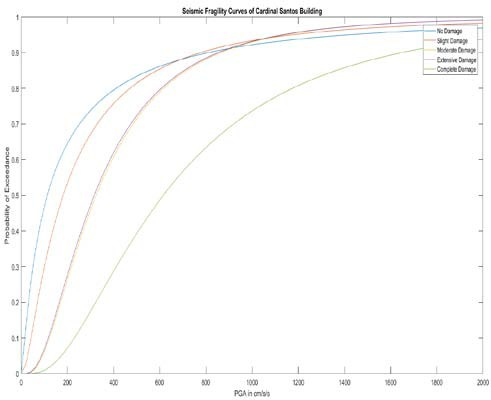 Seismic Fragility Curves of Cardinal Santos Building
No Damage
Slight Damage
Moderate Damage
Extensive Damage
Complete Damage
Probability of Exceedance
1
0.9
0.8
0.7
0.6
0.5
0.4
0.3
0.2
0.1
0
0
200
400
600
800
1000
1200
1400
1600
1800
2000
PGA in cm/s/s